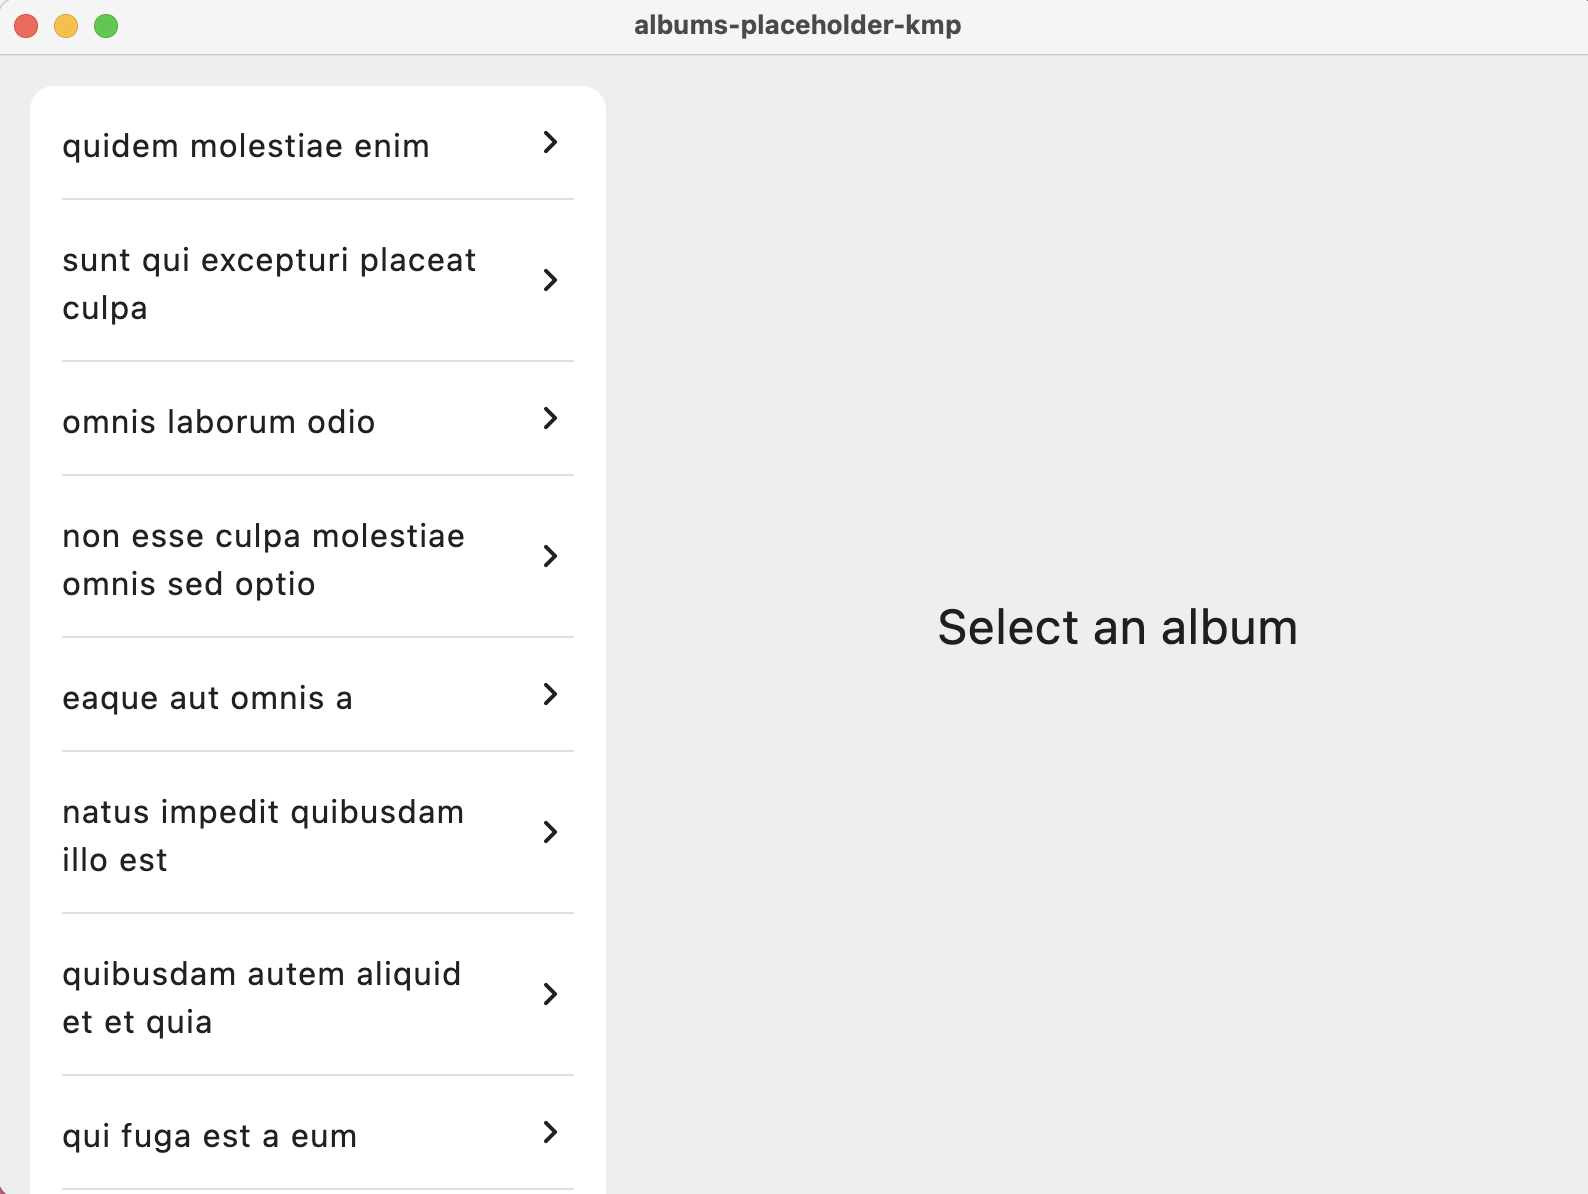 albums-placeholder-kmp
quidem molestiae enim
sunt qui excepturi placeat
culpa
omnis laborum odio
non esse culpa molestiae
omnis sed optio
eaque aut omnis a
natus impedit quibusdam
illo est
quibusdam autem aliquid
et et quia
qui fuga est a eum
Select an album